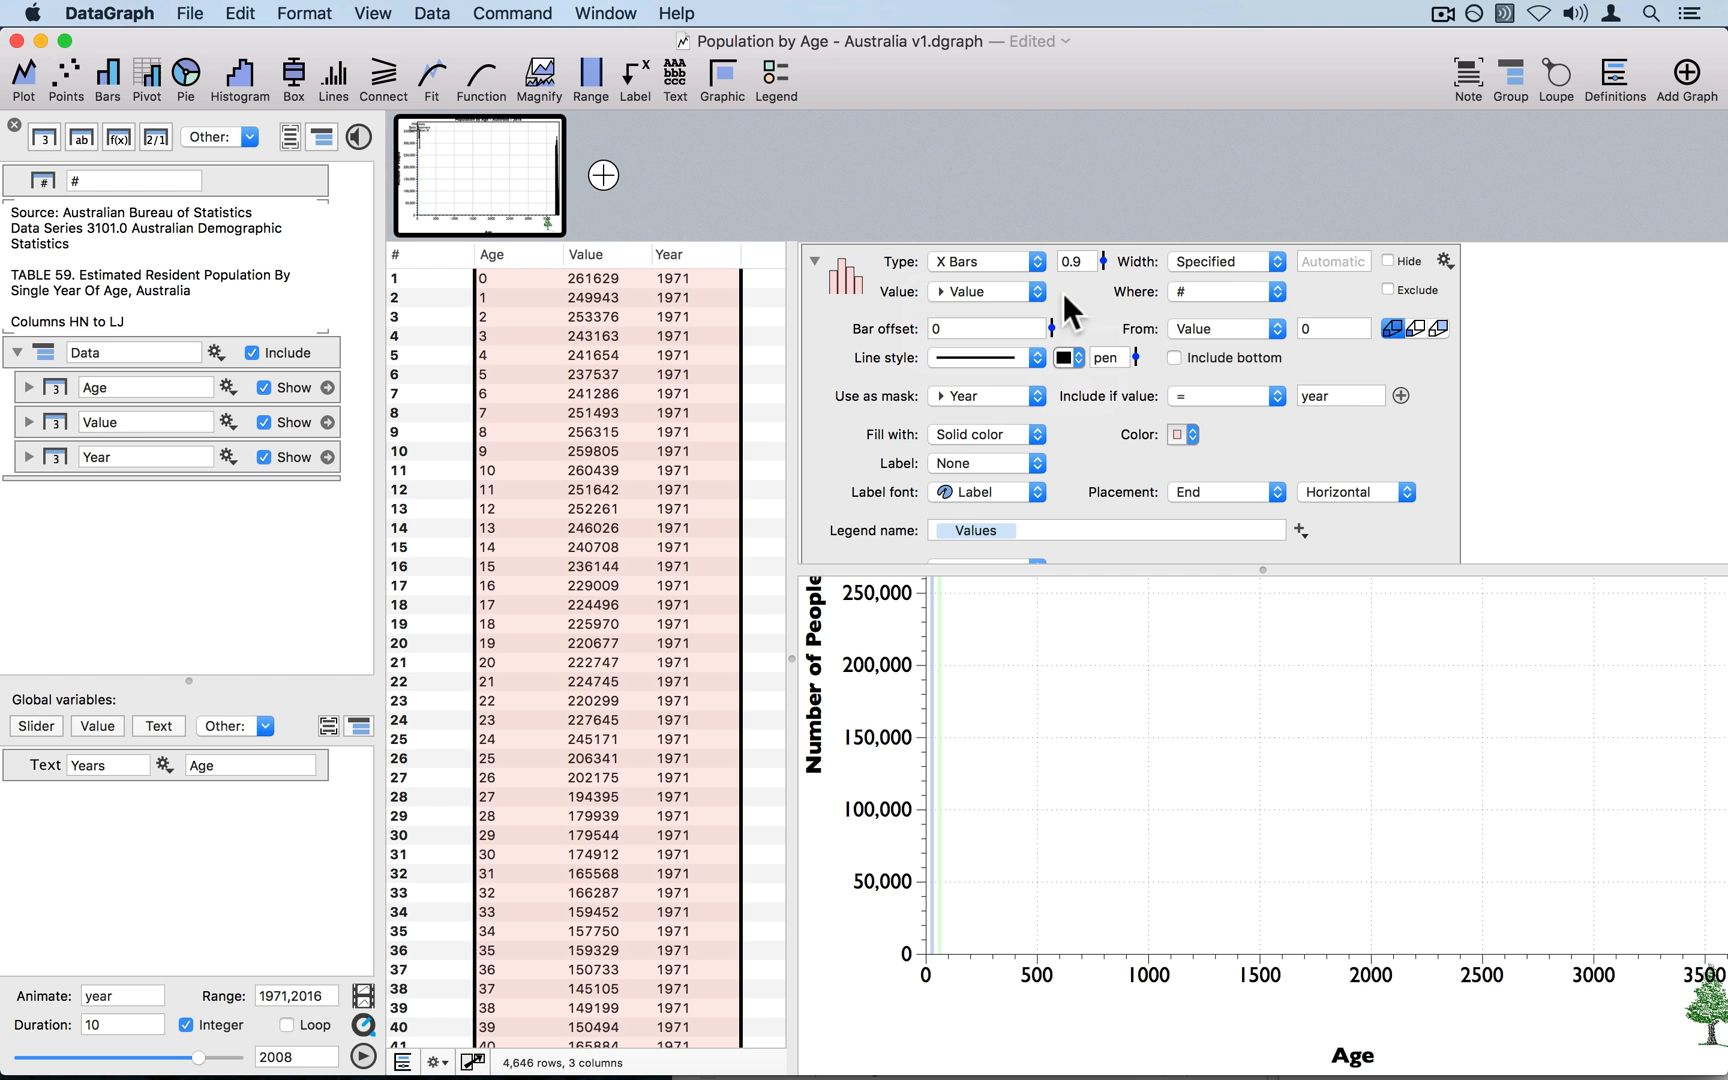 DataGraph File Edit Format View Data Command Window Help
Population by Age - Australia v1.dgraph — Edited
Plot Points Bars Pivot Pie Histogram Box Lines Connect Fit Function Magnify Range Label Text Graphic Legend Note Group Loupe Definitions Add Graph
3 ab f(x) 2/1 Other:
# #
Source: Australian Bureau of Statistics
Data Series 3101.0 Australian Demographic
Statistics
TABLE 59. Estimated Resident Population By
Single Year Of Age, Australia
Columns HN to LJ
Data Include
3 Age Show
3 Value Show
3 Year Show
Global variables:
Slider Value Text Other:
Text Years Age
Animate: year Range: 1971,2016
Duration: 10 Integer Loop
2008
# Age Value Year
1 0 261629 1971
2 1 249943 1971
3 2 253376 1971
4 3 243163 1971
5 4 241654 1971
6 5 237537 1971
7 6 241286 1971
8 7 251493 1971
9 8 256315 1971
10 9 259805 1971
11 10 260439 1971
12 11 251642 1971
13 12 252261 1971
14 13 246026 1971
15 14 240708 1971
16 15 236144 1971
17 16 229009 1971
18 17 224496 1971
19 18 225970 1971
20 19 220677 1971
21 20 222747 1971
22 21 224745 1971
23 22 220299 1971
24 23 227645 1971
25 24 245171 1971
26 25 206341 1971
27 26 202175 1971
28 27 194395 1971
29 28 179939 1971
30 29 179544 1971
31 30 174912 1971
32 31 165568 1971
33 32 166287 1971
34 33 159452 1971
35 34 157750 1971
36 35 159329 1971
37 36 150733 1971
38 37 145105 1971
39 38 149199 1971
40 39 150494 1971
41 40 165884 1971
4,646 rows, 3 columns
Type: X Bars 0.9 Width: Specified Automatic Hide
Value: Value Where: # Exclude
Bar offset: 0 From: Value 0
Line style: pen Include bottom
Use as mask: Year Include if value: = year
Fill with: Solid color Color:
Label: None
Label font: Label Placement: End Horizontal
Legend name: Values
Number of People
250,000
200,000
150,000
100,000
50,000
0
0 500 1000 1500 2000 2500 3000 3500
Age